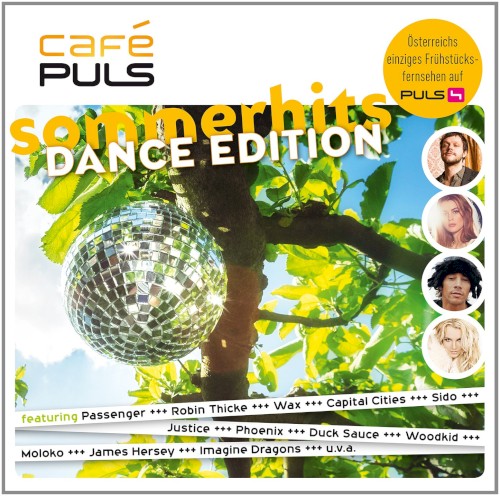 café
PULS
Österreichs
einziges Frühstücks-
fernsehen auf
PULS 4
sommerhits
DANCE EDITION
featuring Passenger +++ Robin Thicke +++ Wax +++ Capital Cities +++ Sido +++
Justice +++ Phoenix +++ Duck Sauce +++ Woodkid +++
Moloko +++ James Hersey +++ Imagine Dragons +++ u.v.a.